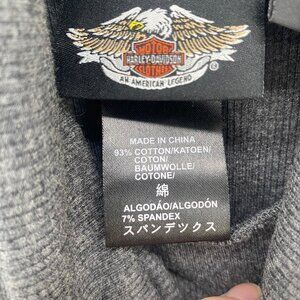 MOTOR
HARLEY-DAVIDSON
CLOTHES
AN AMERICAN LEGEND
®
MADE IN CHINA
93% COTTON/KATOEN/
COTON/
BAUMWOLLE/
COTONE/
綿
ALGODÃO/ALGODÓN
7% SPANDEX
スパンデックス